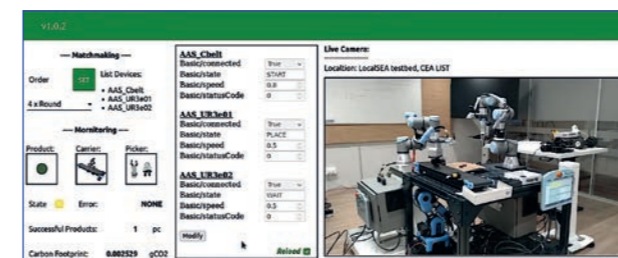 v1.0.2
— Matchmaking —
Order
SET
List Devices:
• AAS_Cbelt
• AAS_UR3e01
• AAS_UR3e02
4 x Round
— Mornitoring —
Product:
Carrier:
Picker:
State
Error:
NONE
Successful Products:
1
pc
Carbon Footprint:
0.002529
gCO2
AAS_Cbelt
Basic/connected
True
Basic/state
START
Basic/speed
0.8
Basic/statusCode
0
AAS_UR3e01
Basic/connected
True
Basic/state
PLACE
Basic/speed
0.5
Basic/statusCode
0
AAS_UR3e02
Basic/connected
True
Basic/state
WAIT
Basic/speed
0.5
Basic/statusCode
0
Modify
Reload
Live Camera:
Localtion: LocalSEA testbed, CEA LIST